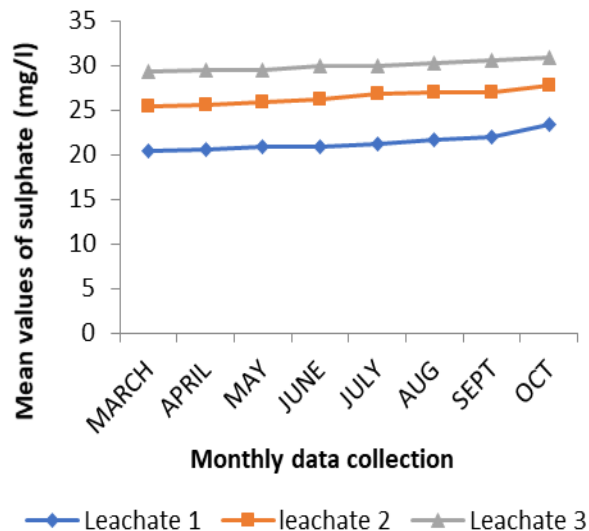 Mean values of sulphate (mg/l)
35
30
25
20
15
10
5
0
MARCH
APRIL
MAY
JUNE
JULY
AUG
SEPT
OCT
Monthly data collection
Leachate 1
leachate 2
Leachate 3